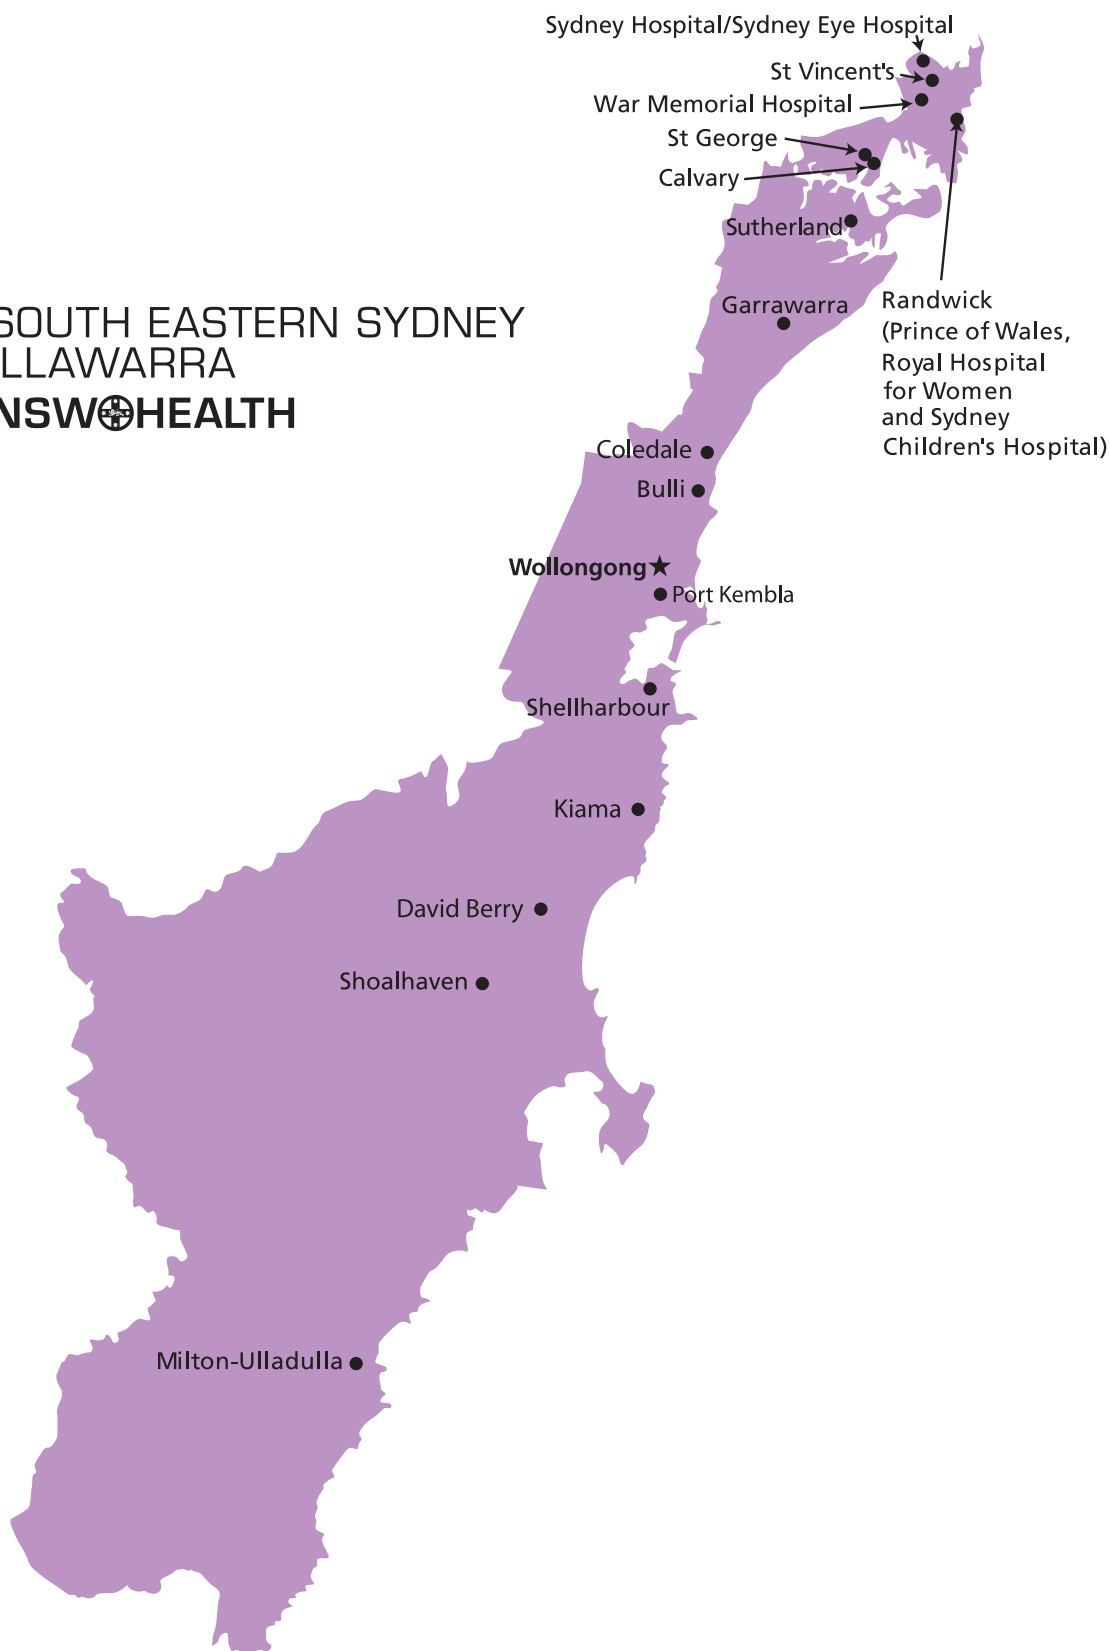 Sydney Hospital/Sydney Eye Hospital
St Vincent's
War Memorial Hospital
St George
Calvary
Sutherland
Garrawarra
Randwick
(Prince of Wales,
Royal Hospital
for Women
and Sydney
Children's Hospital)
SOUTH EASTERN SYDNEY
ILLAWARRA
NSW HEALTH
Coledale
Bulli
Wollongong
Port Kembla
Shellharbour
Kiama
David Berry
Shoalhaven
Milton-Ulladulla